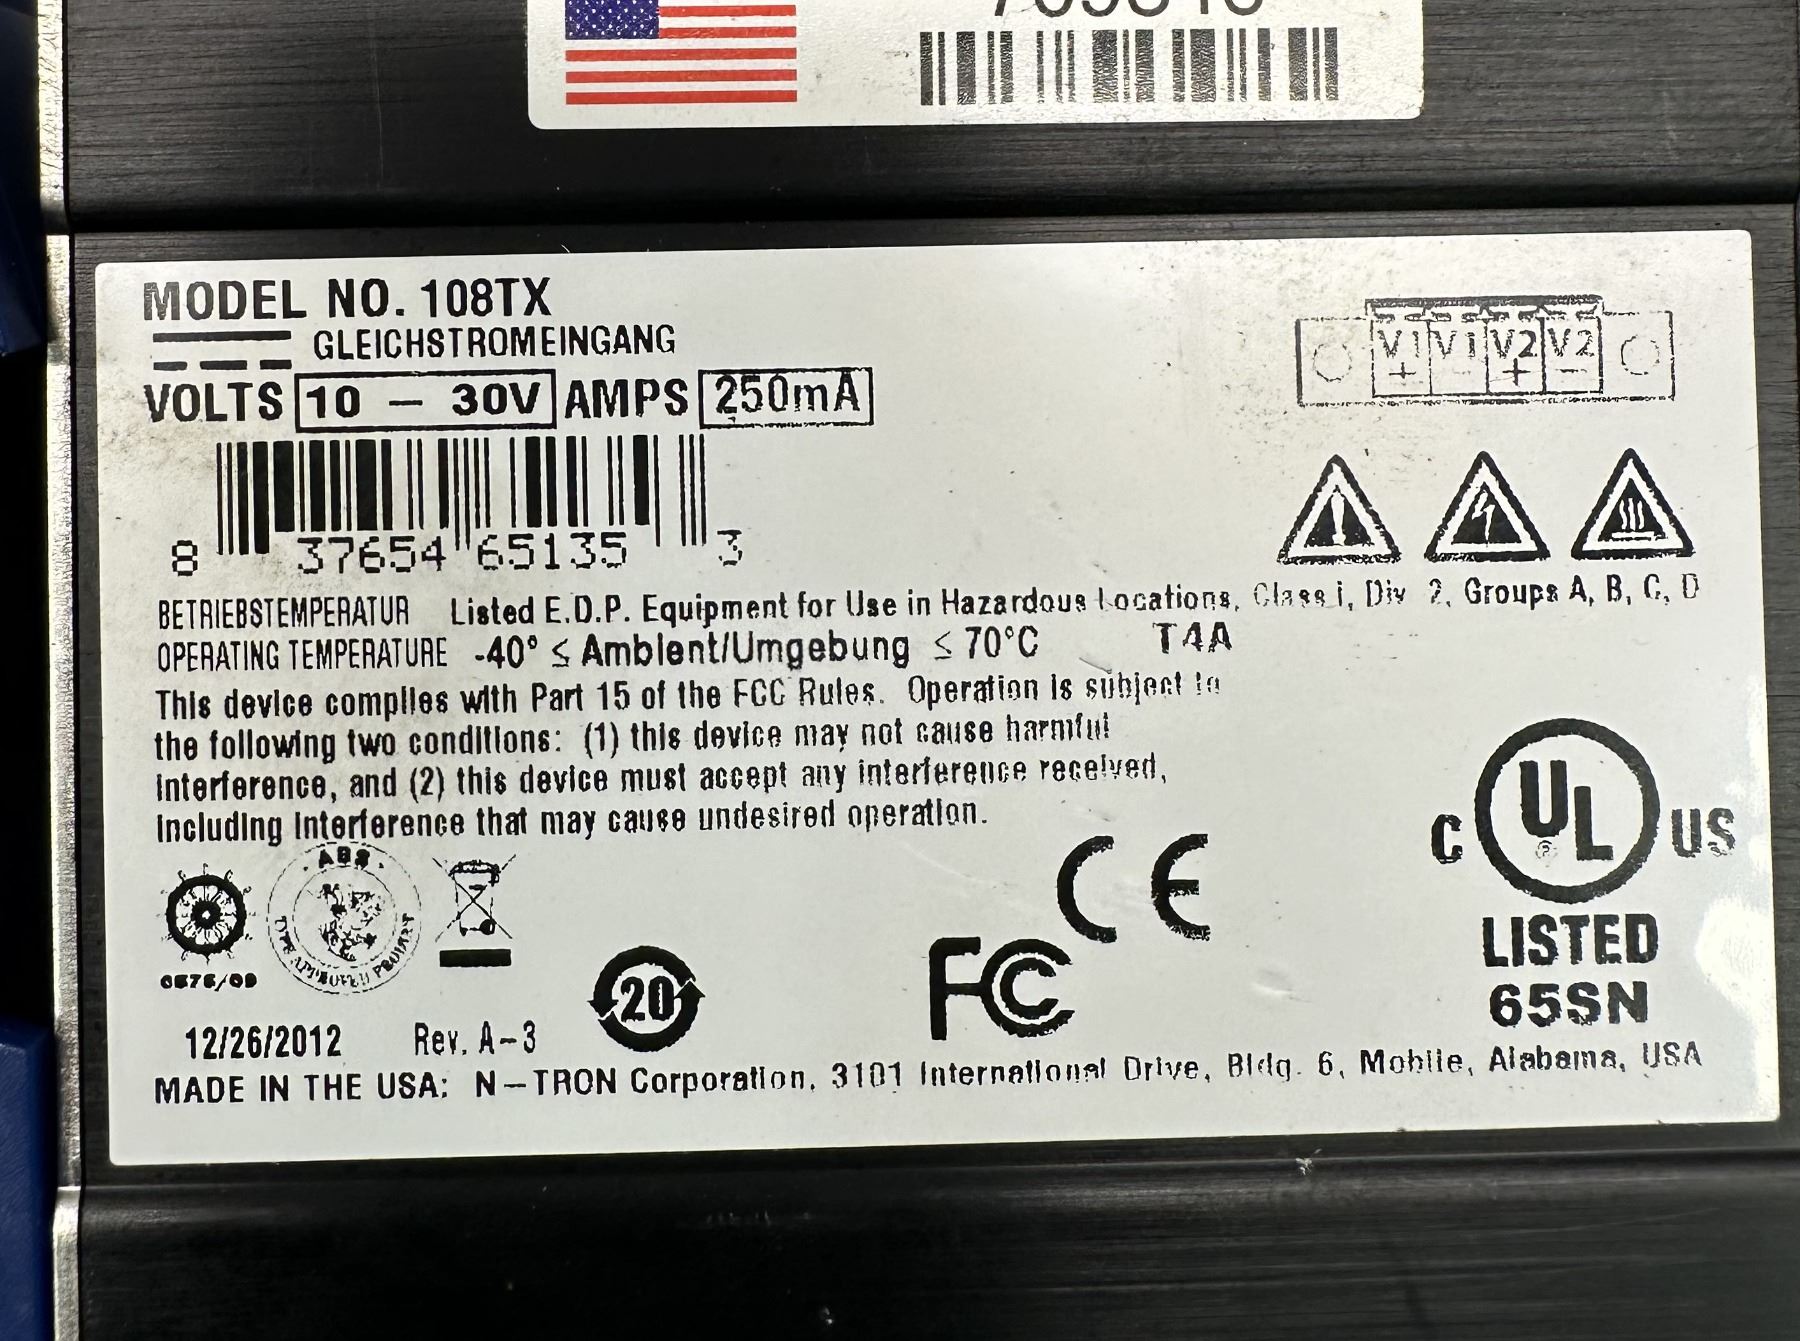 MODEL NO. 108TX
GLEICHSTROMEINGANG
VOLTS 10 – 30V AMPS 250mA
V1 V1 V2 V2
+ - + -
8 37654 65135 3
BETRIEBSTEMPERATUR Listed E.D.P. Equipment for Use in Hazardous Locations, Class I, Div 2, Groups A, B, C, D
OPERATING TEMPERATURE -40° ≤ Ambient/Umgebung ≤ 70°C T4A
This device complies with Part 15 of the FCC Rules. Operation is subject to
the following two conditions: (1) this device may not cause harmful
interference, and (2) this device must accept any interference received,
including interference that may cause undesired operation.
ABS
TYPE APPROVED PRODUCT
0575/09
20
CE
FC
C UL US
®
LISTED
65SN
12/26/2012 Rev. A-3
MADE IN THE USA: N-TRON Corporation, 3101 International Drive, Bldg. 6, Mobile, Alabama, USA